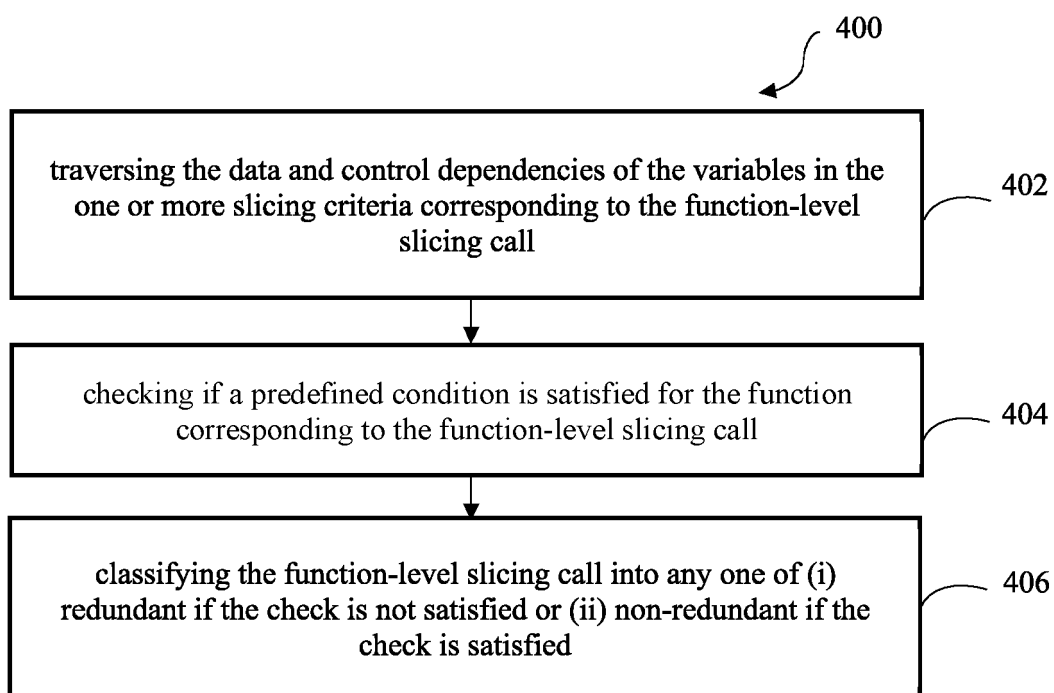 400
traversing the data and control dependencies of the variables in the
one or more slicing criteria corresponding to the function-level
slicing call
402
checking if a predefined condition is satisfied for the function
corresponding to the function-level slicing call
404
classifying the function-level slicing call into any one of (i)
redundant if the check is not satisfied or (ii) non-redundant if the
check is satisfied
406